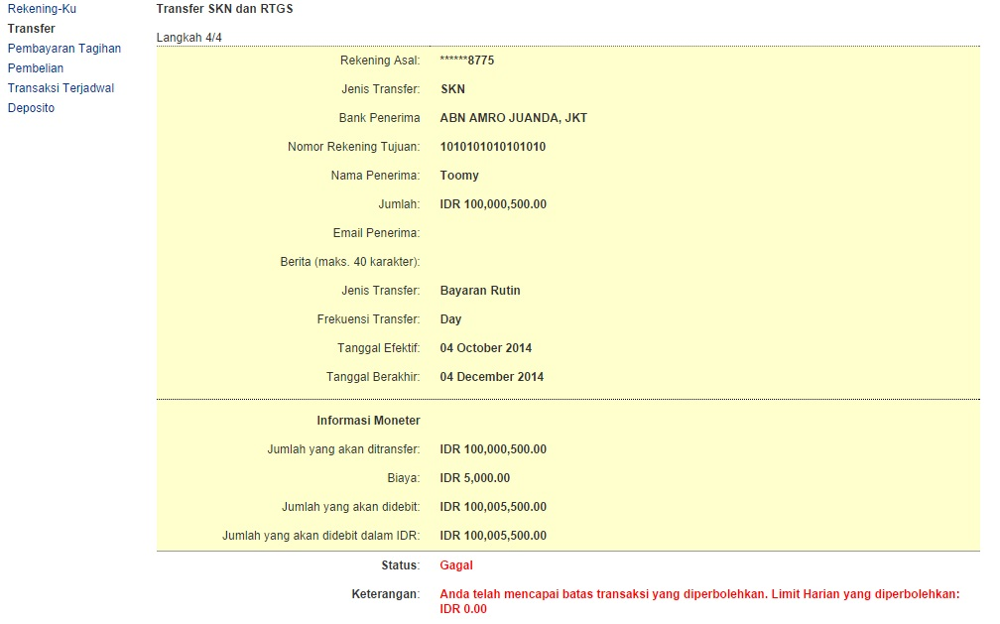 Rekening-Ku
Transfer
Pembayaran Tagihan
Pembelian
Transaksi Terjadwal
Deposito
Transfer SKN dan RTGS
Langkah 4/4
Rekening Asal: ******8775
Jenis Transfer: SKN
Bank Penerima ABN AMRO JUANDA, JKT
Nomor Rekening Tujuan: 1010101010101010
Nama Penerima: Toomy
Jumlah: IDR 100,000,500.00
Email Penerima:
Berita (maks. 40 karakter):
Jenis Transfer: Bayaran Rutin
Frekuensi Transfer: Day
Tanggal Efektif: 04 October 2014
Tanggal Berakhir: 04 December 2014
Informasi Moneter
Jumlah yang akan ditransfer: IDR 100,000,500.00
Biaya: IDR 5,000.00
Jumlah yang akan didebit: IDR 100,005,500.00
Jumlah yang akan didebit dalam IDR: IDR 100,005,500.00
Status: Gagal
Keterangan: Anda telah mencapai batas transaksi yang diperbolehkan. Limit Harian yang diperbolehkan:
IDR 0.00